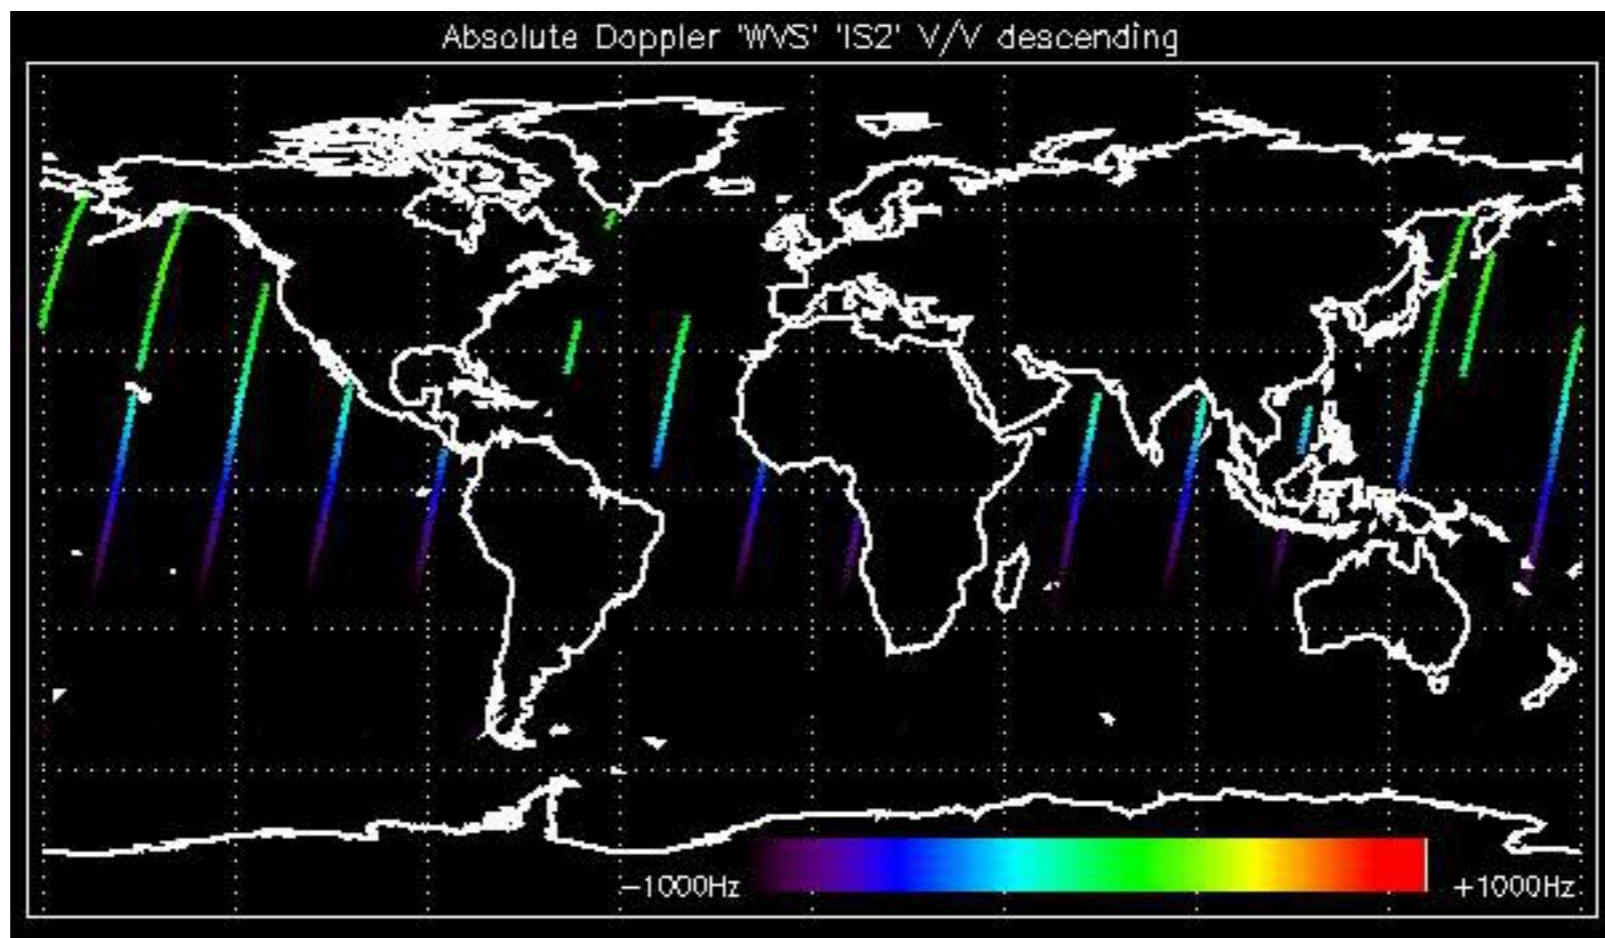 Absolute Doppler 'WVS' 'IS2' V/V descending
−1000Hz +1000Hz